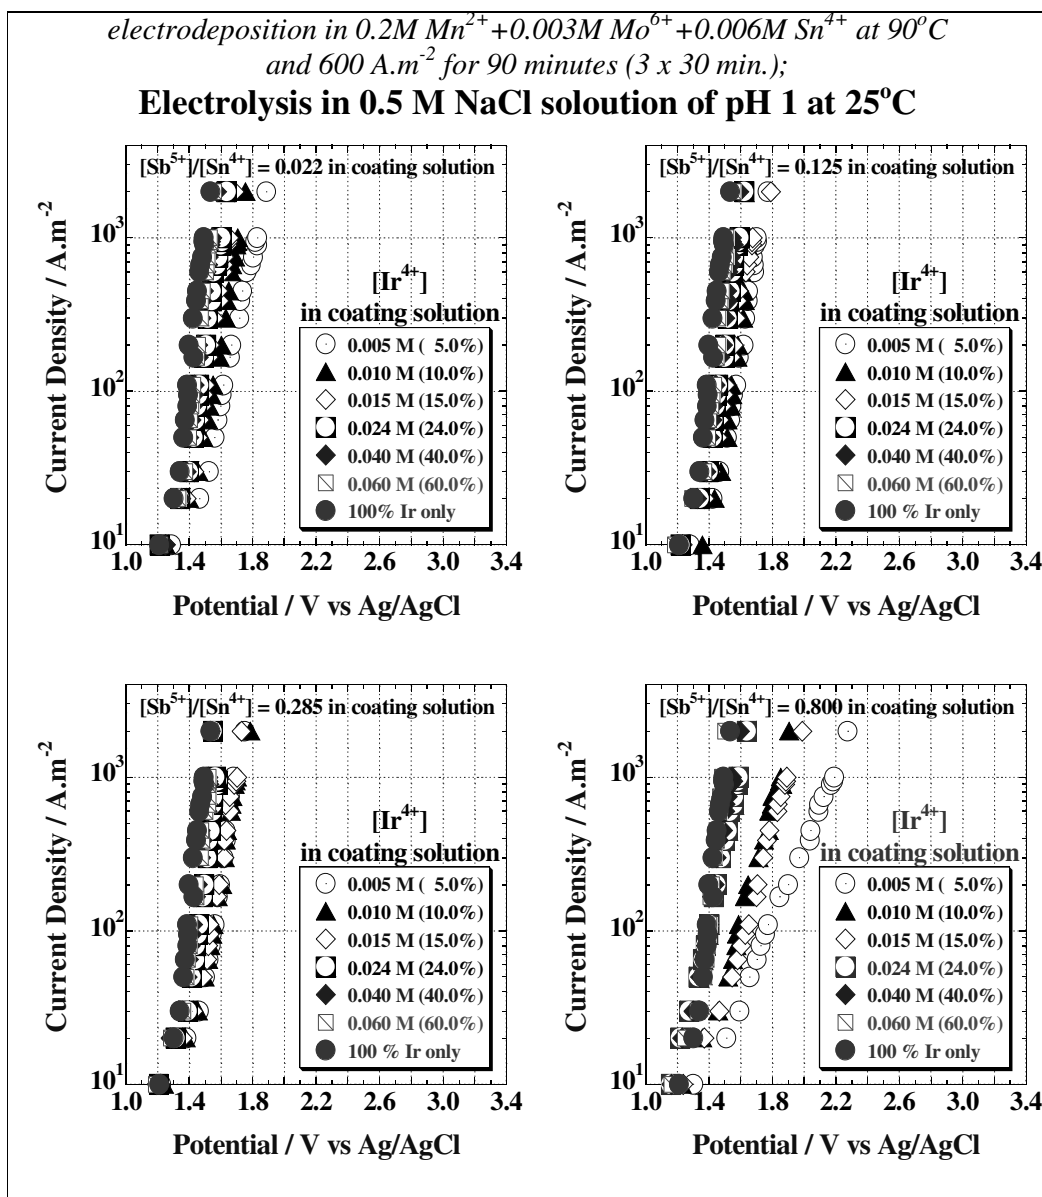 electrodeposition in 0.2M Mn²⁺+0.003M Mo⁶⁺+0.006M Sn⁴⁺ at 90°C
and 600 A.m⁻² for 90 minutes (3 x 30 min.);
Electrolysis in 0.5 M NaCl soloution of pH 1 at 25°C
[Sb⁵⁺]/[Sn⁴⁺] = 0.022 in coating solution
Current Density / A.m⁻²
10³
10²
10¹
[Ir⁴⁺]
in coating solution
0.005 M ( 5.0%)
0.010 M (10.0%)
0.015 M (15.0%)
0.024 M (24.0%)
0.040 M (40.0%)
0.060 M (60.0%)
100% Ir only
1.0 1.4 1.8 2.2 2.6 3.0 3.4
Potential / V vs Ag/AgCl
[Sb⁵⁺]/[Sn⁴⁺] = 0.125 in coating solution
Current Density / A.m⁻²
10³
10²
10¹
[Ir⁴⁺]
in coating solution
0.005 M ( 5.0%)
0.010 M (10.0%)
0.015 M (15.0%)
0.024 M (24.0%)
0.040 M (40.0%)
0.060 M (60.0%)
100 % Ir only
1.0 1.4 1.8 2.2 2.6 3.0 3.4
Potential / V vs Ag/AgCl
[Sb⁵⁺]/[Sn⁴⁺] = 0.285 in coating solution
Current Density / A.m⁻²
10³
10²
10¹
[Ir⁴⁺]
in coating solution
0.005 M ( 5.0%)
0.010 M (10.0%)
0.015 M (15.0%)
0.024 M (24.0%)
0.040 M (40.0%)
0.060 M (60.0%)
100 % Ir only
1.0 1.4 1.8 2.2 2.6 3.0 3.4
Potential / V vs Ag/AgCl
[Sb⁵⁺]/[Sn⁴⁺] = 0.800 in coating solution
Current Density / A.m⁻²
10³
10²
10¹
[Ir⁴⁺]
in coating solution
0.005 M ( 5.0%)
0.010 M (10.0%)
0.015 M (15.0%)
0.024 M (24.0%)
0.040 M (40.0%)
0.060 M (60.0%)
100 % Ir only
1.0 1.4 1.8 2.2 2.6 3.0 3.4
Potential / V vs Ag/AgCl